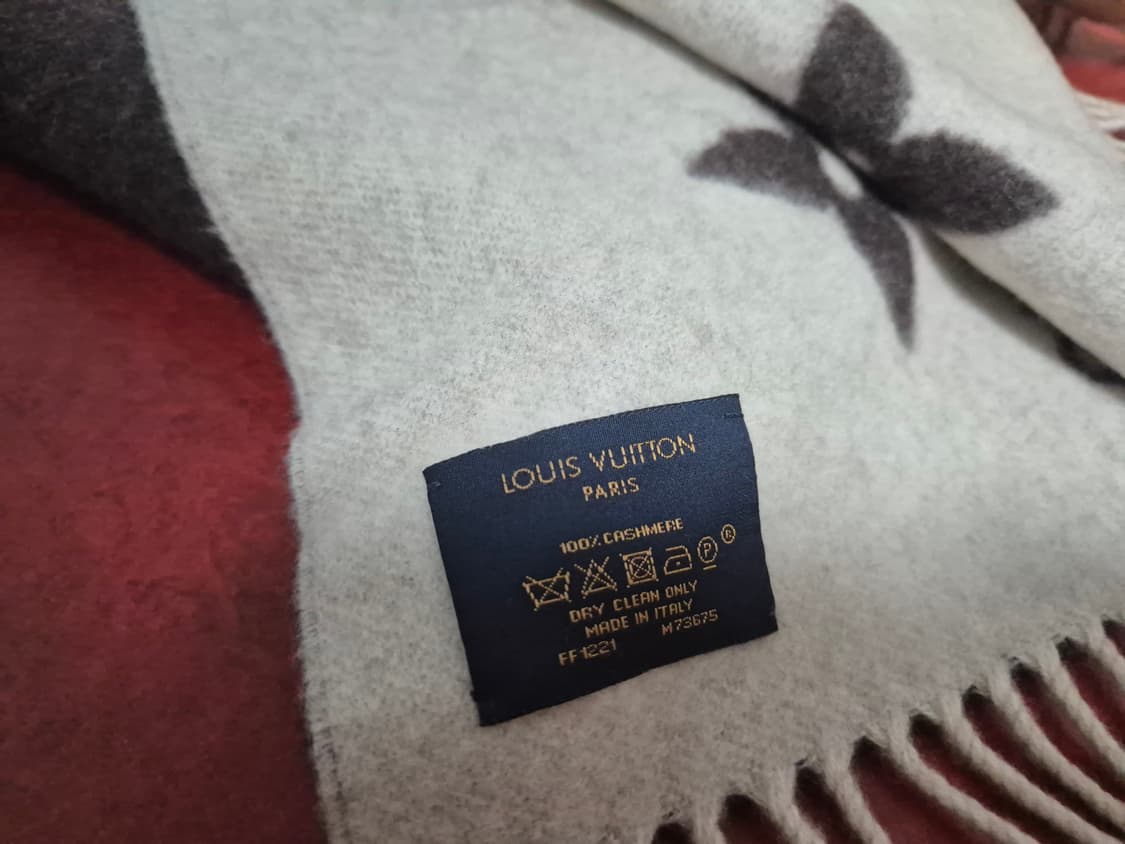 LOUIS VUITTON
PARIS
100% CASHMERE
P ®
DRY CLEAN ONLY
MADE IN ITALY
FF1221 M73675